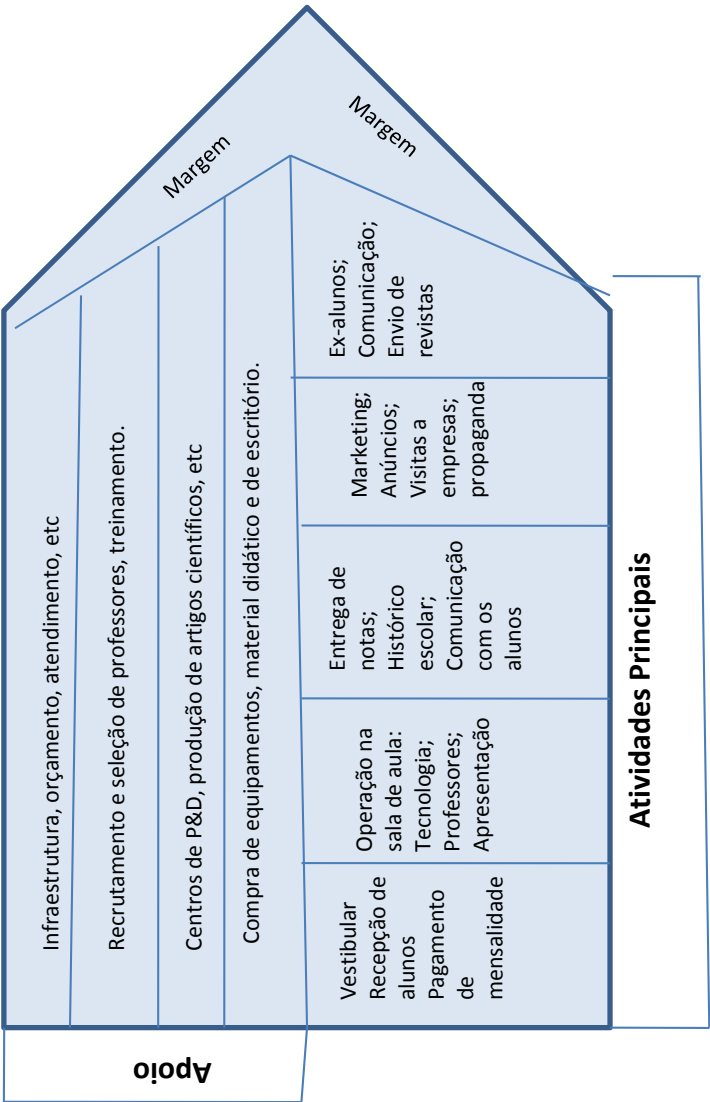 Apoio
Infraestrutura, orçamento, atendimento, etc
Recrutamento e seleção de professores, treinamento.
Centros de P&D, produção de artigos científicos, etc
Compra de equipamentos, material didático e de escritório.
Margem
Margem
Vestibular
Recepção de
alunos
Pagamento
de
mensalidade
Operação na
sala de aula:
Tecnologia;
Professores;
Apresentação
Entrega de
notas;
Histórico
escolar;
Comunicação
com os
alunos
Marketing;
Anúncios;
Visitas a
empresas;
propaganda
Ex-alunos;
Comunicação;
Envio de
revistas
Atividades Principais